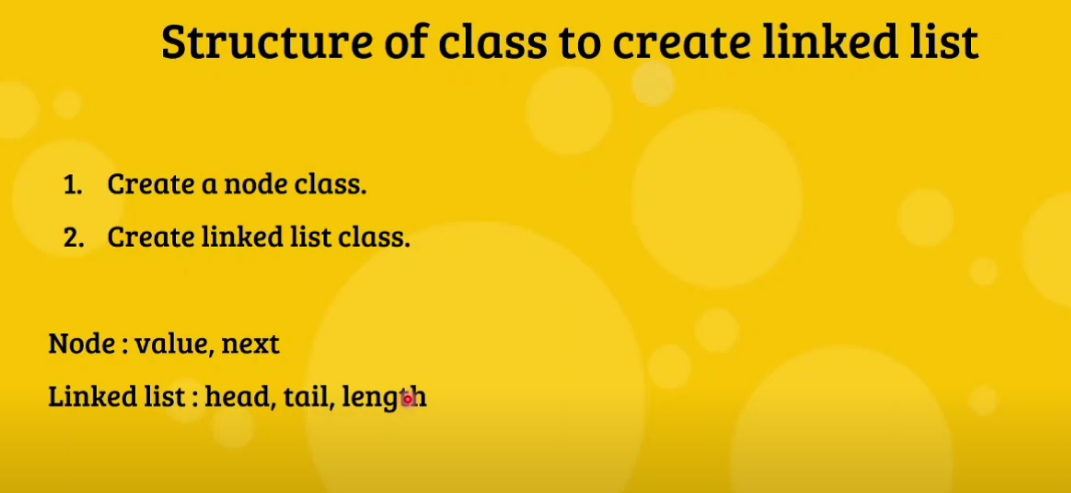 Structure of class to create linked list
1. Create a node class.
2. Create linked list class.
Node : value, next
Linked list : head, tail, length